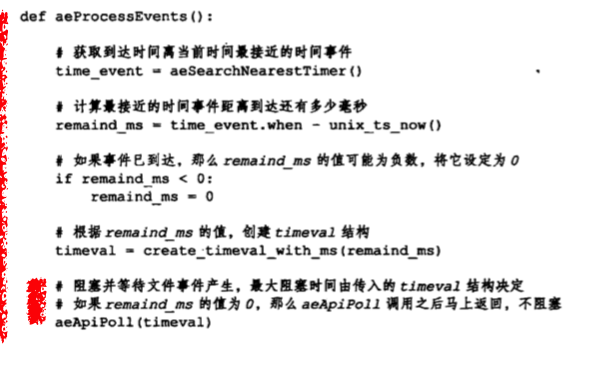 def aeProcessEvents():
# 获取到达时间离当前时间最接近的时间事件
time_event = aeSearchNearestTimer()
# 计算最接近的时间事件距离到达还有多少毫秒
remaind_ms = time_event.when - unix_ts_now()
# 如果事件已到达，那么 remaind_ms 的值可能为负数，将它设定为 0
if remaind_ms < 0:
remaind_ms = 0
# 根据 remaind_ms 的值，创建 timeval 结构
timeval = create_timeval_with_ms(remaind_ms)
# 阻塞并等待文件事件产生，最大阻塞时间由传入的 timeval 结构决定
# 如果 remaind_ms 的值为 0，那么 aeApiPoll 调用之后马上返回，不阻塞
aeApiPoll(timeval)